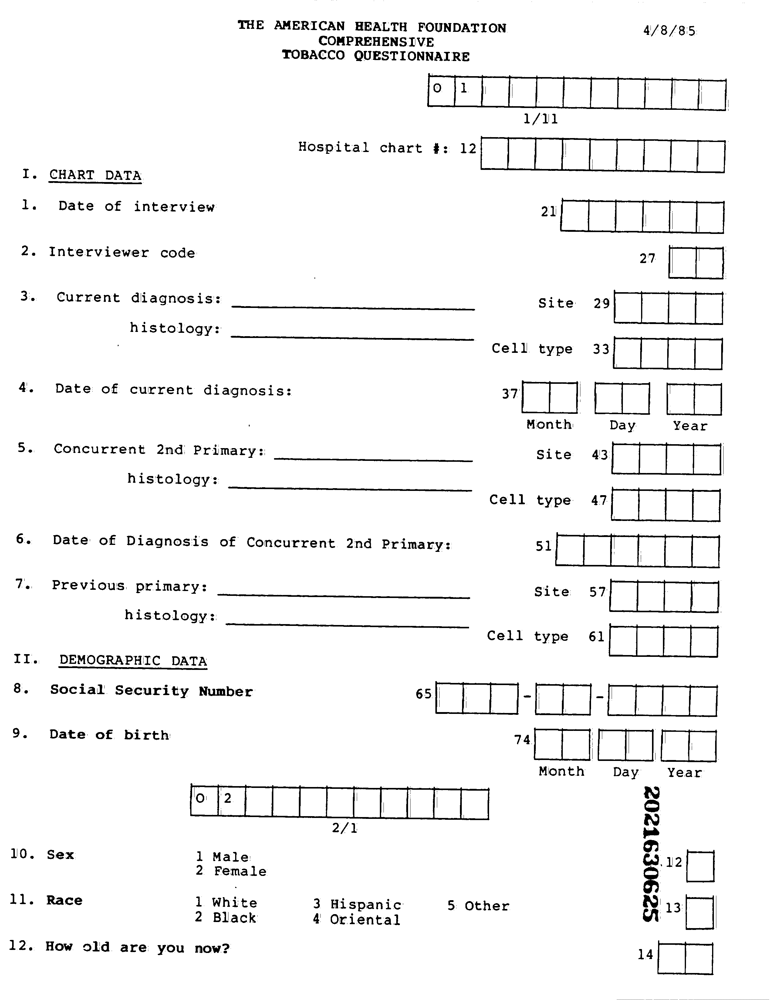 THE AMERICAN HEALTH FOUNDATION 4/8/85
COMPREHENSIVE
TOBACCO QUESTIONNAIRE
0 1
1/11
Hospital chart #: 12
I. CHART DATA
1. Date of interview 21
2. Interviewer code 27
3. Current diagnosis: Site 29
histology:
Cell type 33
4. Date of current diagnosis: 37
Month Day Year
5. Concurrent 2nd Primary: Site 43
histology:
Cell type 47
6. Date of Diagnosis of Concurrent 2nd Primary: 51
7. Previous primary: Site 57
histology:
Cell type 61
II. DEMOGRAPHIC DATA
8. Social Security Number 65 - -
9. Date of birth 74
Month Day Year
0 2
2/1
2021630625
10. Sex 1 Male 12
2 Female
11. Race 1 White 3 Hispanic 5 Other 13
2 Black 4 Oriental
12. How old are you now? 14